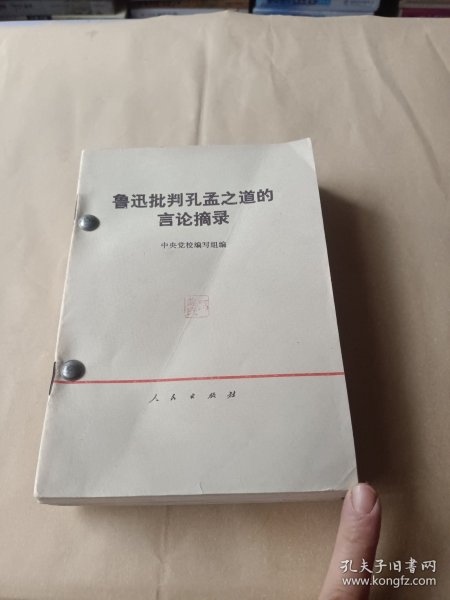 鲁迅批判孔孟之道的
言论摘录
中央党校编写组编
人民出版社
孔夫子旧书网
www.kongfz.com